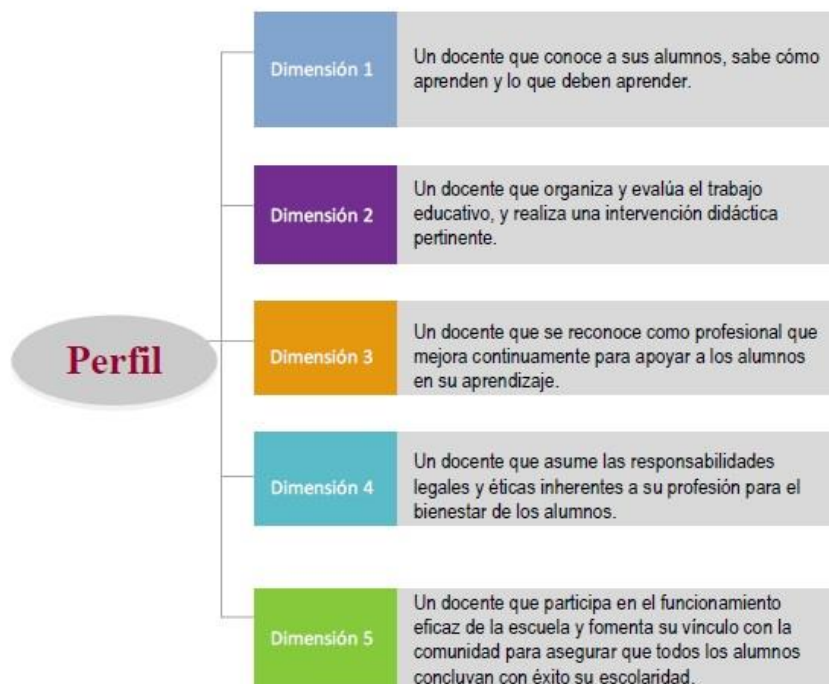 Perfil
Dimensión 1
Un docente que conoce a sus alumnos, sabe cómo
aprenden y lo que deben aprender.
Dimensión 2
Un docente que organiza y evalúa el trabajo
educativo, y realiza una intervención didáctica
pertinente.
Dimensión 3
Un docente que se reconoce como profesional que
mejora continuamente para apoyar a los alumnos
en su aprendizaje.
Dimensión 4
Un docente que asume las responsabilidades
legales y éticas inherentes a su profesión para el
bienestar de los alumnos.
Dimensión 5
Un docente que participa en el funcionamiento
eficaz de la escuela y fomenta su vínculo con la
comunidad para asegurar que todos los alumnos
concluyan con éxito su escolaridad.